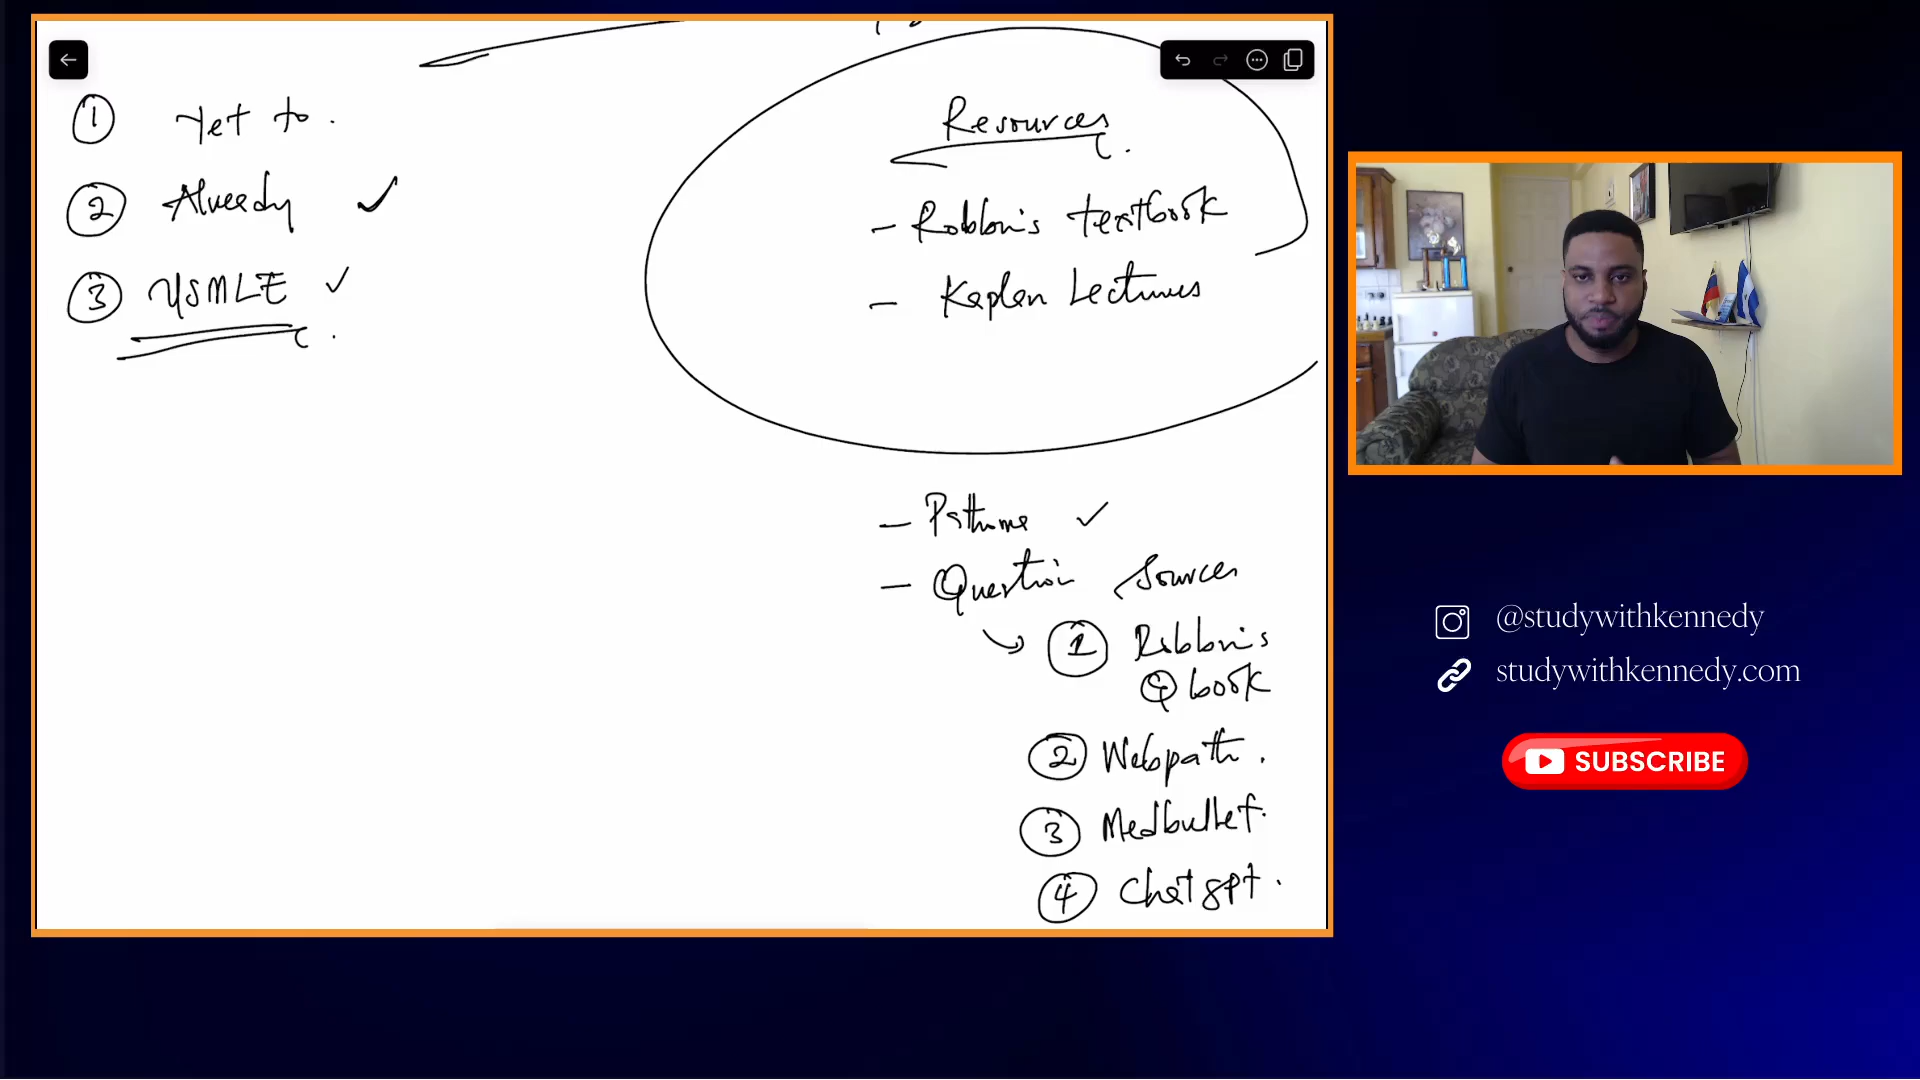 1 Yet to.
2 Already ✓
3 USMLE ✓
Resources
- Robbin's textbook
- Kaplan Lectures
- Pathoma ✓
- Question Sources
1 Robbin's
Q book
2 Webpath.
3 Medbullet.
4 Chatgpt.
@studywithkennedy
studywithkennedy.com
SUBSCRIBE